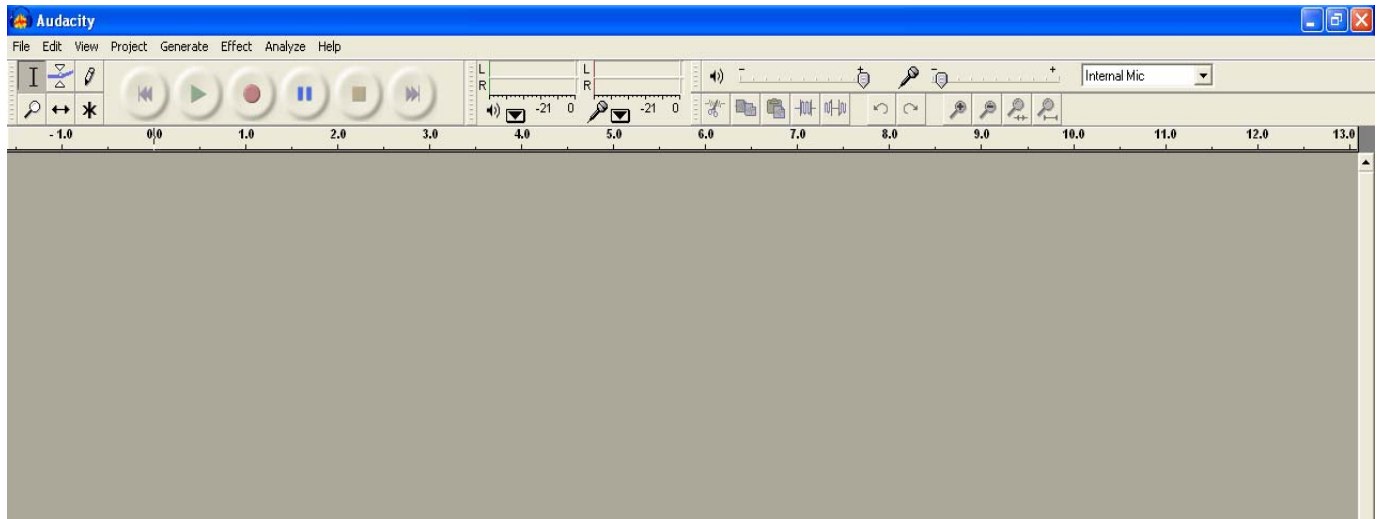 Audacity
File Edit View Project Generate Effect Analyze Help
L L
R R
-21 0 -21 0
- + - +
Internal Mic
- 1.0 0.0 1.0 2.0 3.0 4.0 5.0 6.0 7.0 8.0 9.0 10.0 11.0 12.0 13.0